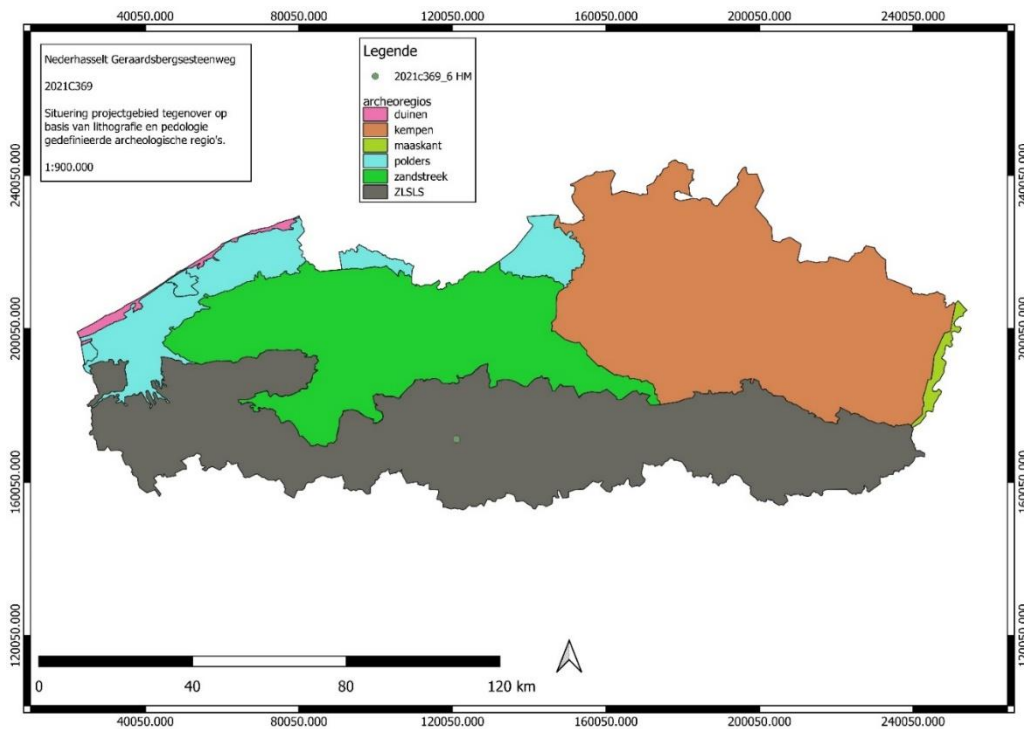 40050.000 80050.000 120050.000 160050.000 200050.000 240050.000
Nederhasselt Geraardsbergsesteenweg
2021C369
Situering projectgebied tegenover op
basis van lithografie en pedologie
gedefinieerde archeologische regio's.
1:900.000
Legende
2021c369_6 HM
archeoregios
duinen
kempen
maaskant
polders
zandstreek
ZLSLS
240050.000
200050.000
160050.000
120050.000
240050.000
200050.000
160050.000
120050.000
0 40 80 120 km
40050.000 80050.000 120050.000 160050.000 200050.000 240050.000